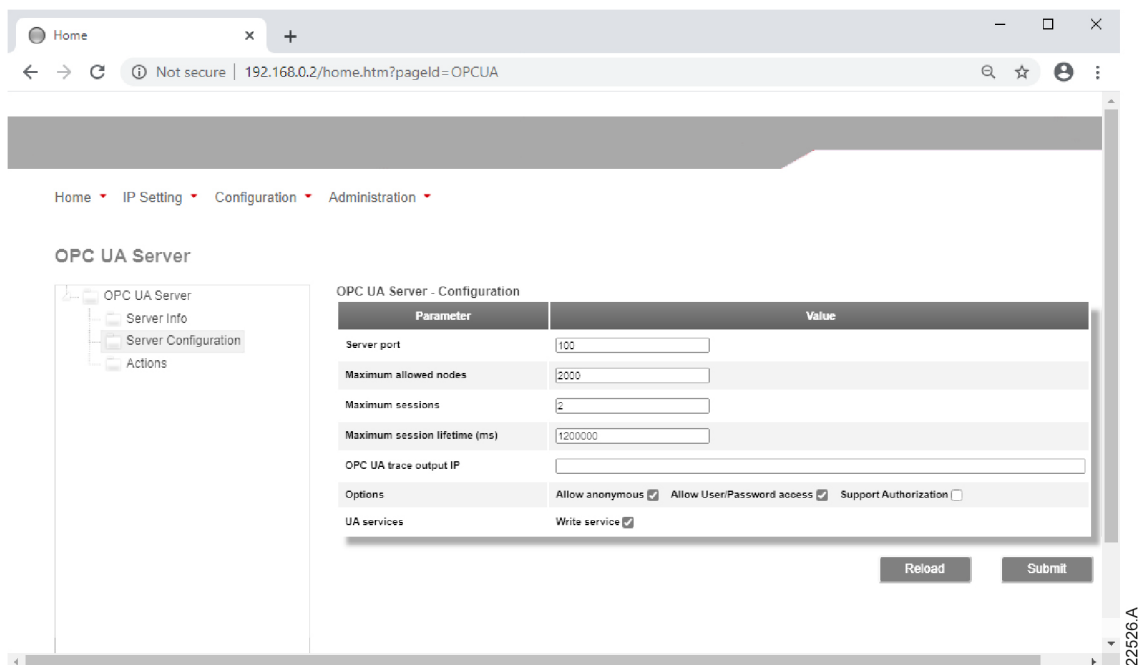 Home
Not secure | 192.168.0.2/home.htm?pageId=OPCUA
Home IP Setting Configuration Administration
OPC UA Server
OPC UA Server
Server Info
Server Configuration
Actions
OPC UA Server - Configuration
Parameter Value
Server port 100
Maximum allowed nodes 2000
Maximum sessions 2
Maximum session lifetime (ms) 1200000
OPC UA trace output IP
Options Allow anonymous Allow User/Password access Support Authorization
UA services Write service
Reload Submit
22526.A